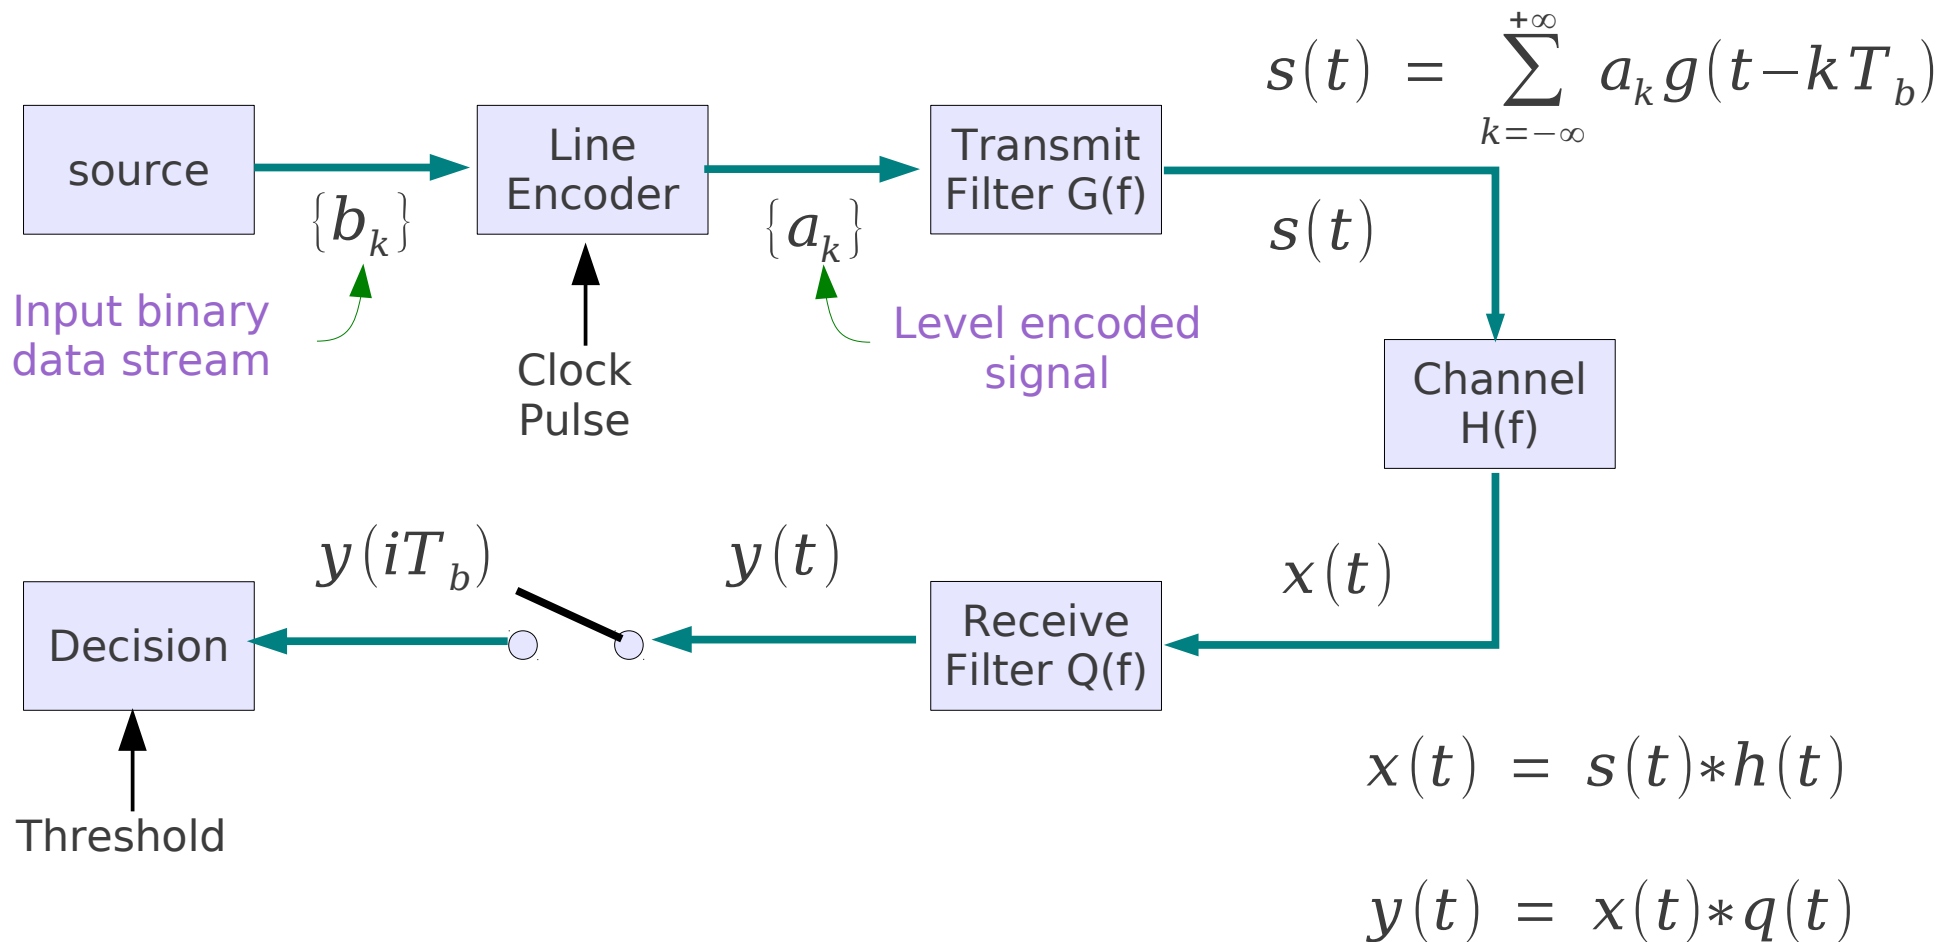 s(t) = +∞ ∑ k=−∞ a_k g(t−kT_b)
source
Line
Encoder
Transmit
Filter G(f)
{b_k}
{a_k}
s(t)
Input binary
data stream
Clock
Pulse
Level encoded
signal
Channel
H(f)
y(iT_b)
y(t)
x(t)
Decision
Receive
Filter Q(f)
Threshold
x(t) = s(t)∗h(t)
y(t) = x(t)∗q(t)